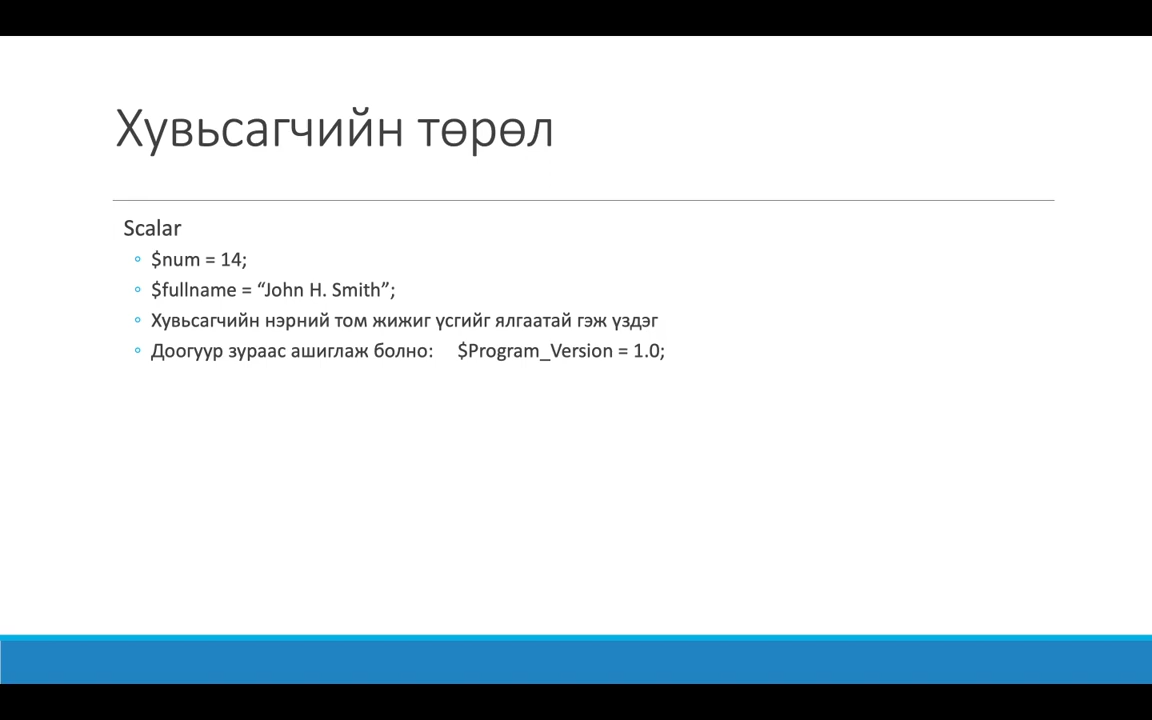 Хувьсагчийн төрөл
Scalar
$num = 14;
$fullname = “John H. Smith”;
Хувьсагчийн нэрний том жижиг үсгийг ялгаатай гэж үздэг
Доогуур зураас ашиглаж болно: $Program_Version = 1.0;